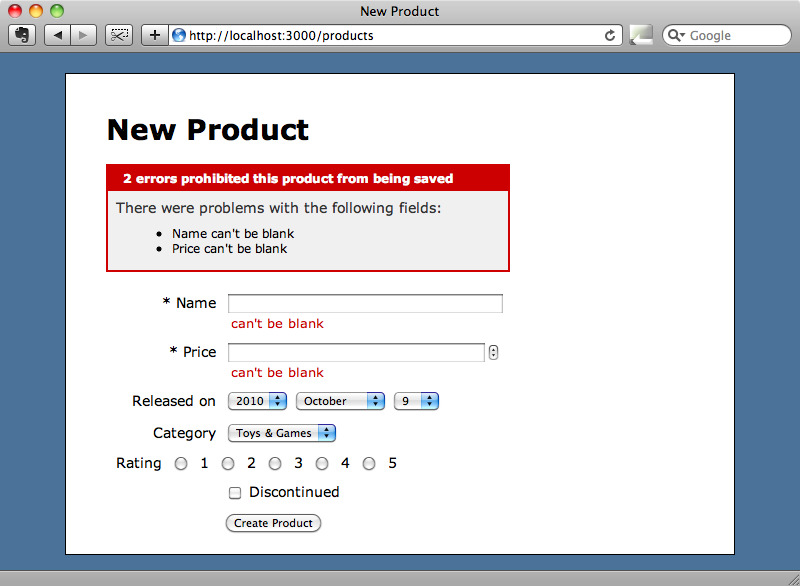 New Product
http://localhost:3000/products
Google
New Product
2 errors prohibited this product from being saved
There were problems with the following fields:
• Name can't be blank
• Price can't be blank
* Name
can't be blank
* Price
can't be blank
Released on 2010 October 9
Category Toys & Games
Rating 1 2 3 4 5
Discontinued
Create Product